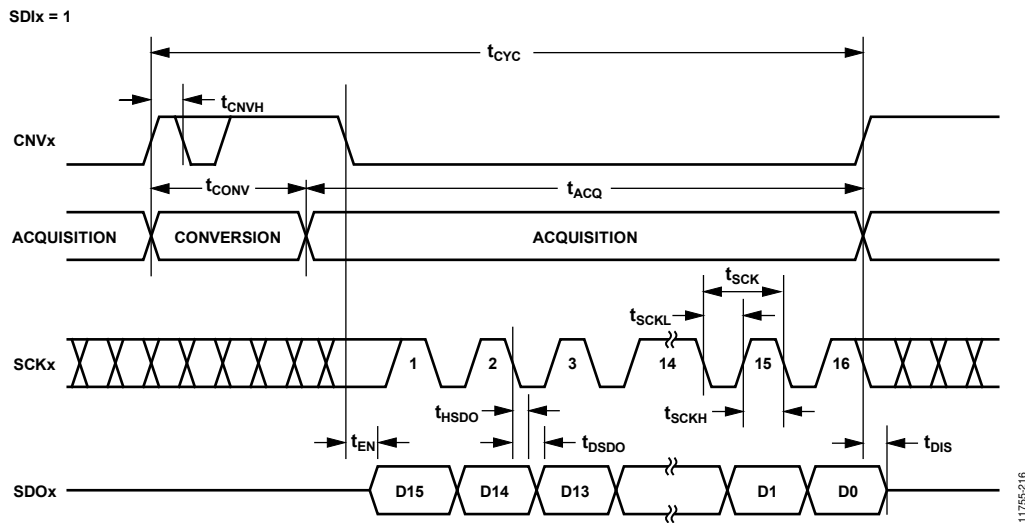 SDIx = 1
tCYC
tCNVH
CNVx
tCONV
tACQ
ACQUISITION
CONVERSION
ACQUISITION
tSCK
tSCKL
SCKx
1
2
3
14
15
16
tHSDO
tSCKH
tEN
tDSDO
tDIS
SDOx
D15
D14
D13
D1
D0
11755-216